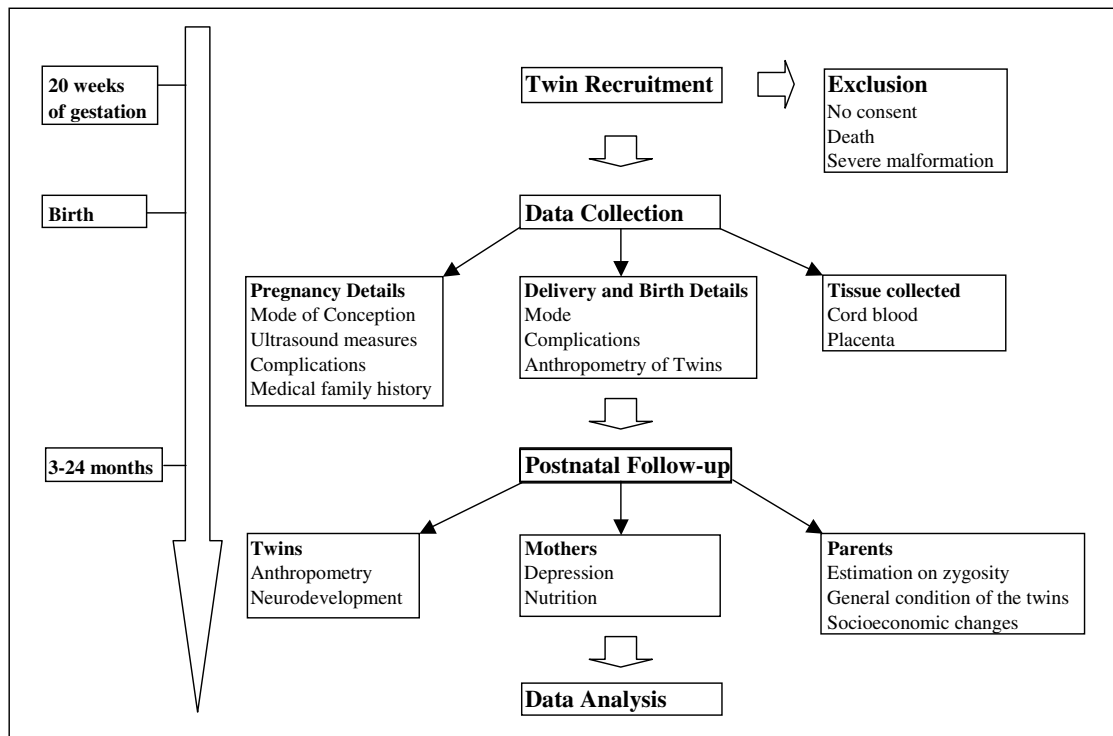 20 weeks
of gestation
Twin Recruitment
Exclusion
No consent
Death
Severe malformation
Birth
Data Collection
Pregnancy Details
Mode of Conception
Ultrasound measures
Complications
Medical family history
Delivery and Birth Details
Mode
Complications
Anthropometry of Twins
Tissue collected
Cord blood
Placenta
3-24 months
Postnatal Follow-up
Twins
Anthropometry
Neurodevelopment
Mothers
Depression
Nutrition
Parents
Estimation on zygosity
General condition of the twins
Socioeconomic changes
Data Analysis